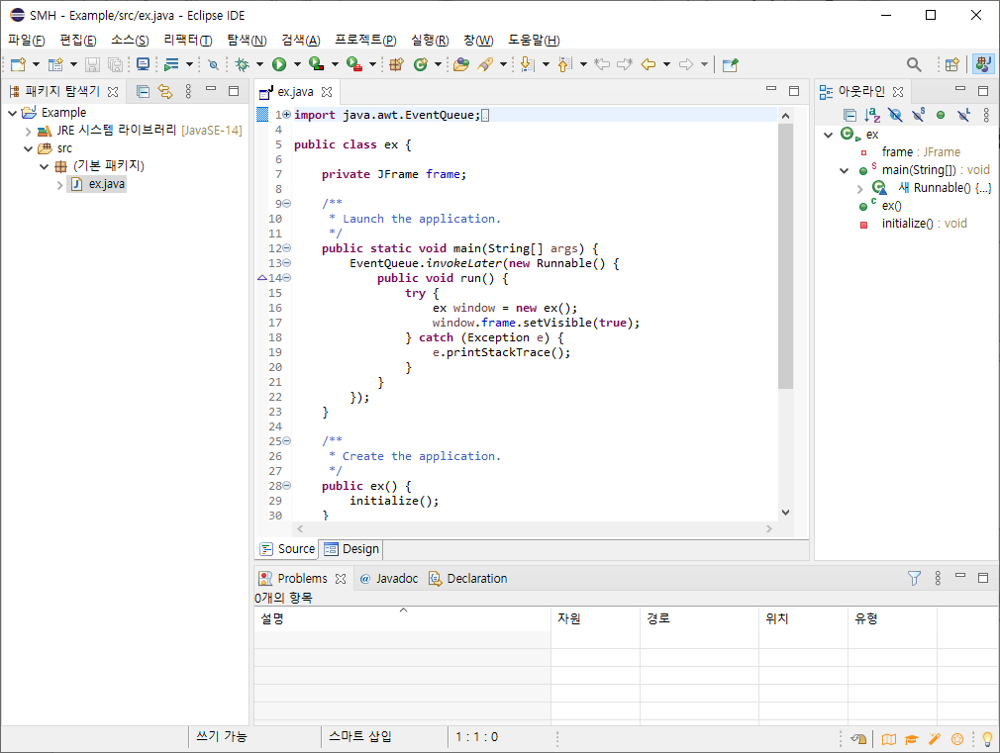 SMH - Example/src/ex.java - Eclipse IDE
파일(F) 편집(E) 소스(S) 리팩터(T) 탐색(N) 검색(A) 프로젝트(P) 실행(R) 창(W) 도움말(H)
패키지 탐색기
Example
JRE 시스템 라이브러리 [JavaSE-14]
src
(기본 패키지)
ex.java
ex.java
1 import java.awt.EventQueue;
4
5 public class ex {
6
7 private JFrame frame;
8
9 /**
10 * Launch the application.
11 */
12 public static void main(String[] args) {
13 EventQueue.invokeLater(new Runnable() {
14 public void run() {
15 try {
16 ex window = new ex();
17 window.frame.setVisible(true);
18 } catch (Exception e) {
19 e.printStackTrace();
20 }
21 }
22 });
23 }
24
25 /**
26 * Create the application.
27 */
28 public ex() {
29 initialize();
30 }
Source Design
아웃라인
ex
frame : JFrame
main(String[]) : void
새 Runnable() {...}
ex()
initialize() : void
Problems @ Javadoc Declaration
0개의 항목
설명 자원 경로 위치 유형
쓰기 가능 스마트 삽입 1 : 1 : 0